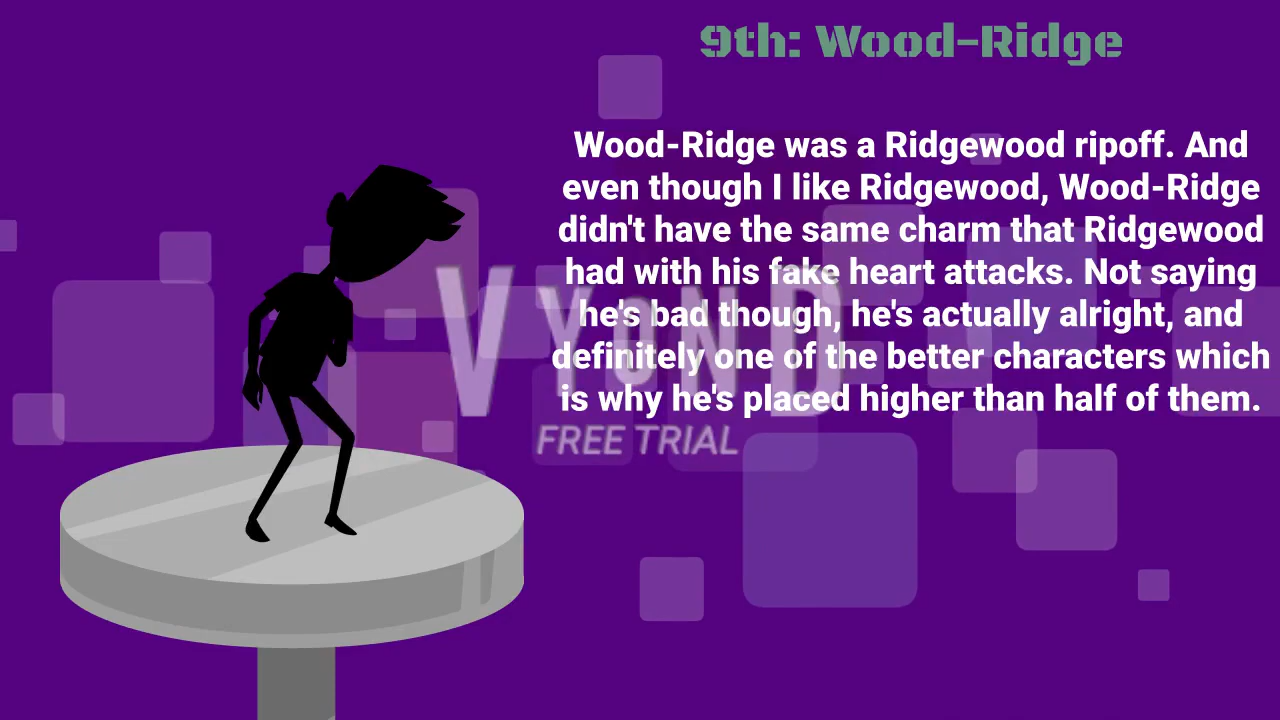 9th: Wood-Ridge
Wood-Ridge was a Ridgewood ripoff. And
even though I like Ridgewood, Wood-Ridge
didn't have the same charm that Ridgewood
had with his fake heart attacks. Not saying
he's bad though, he's actually alright, and
definitely one of the better characters which
is why he's placed higher than half of them.
VYOND
FREE TRIAL